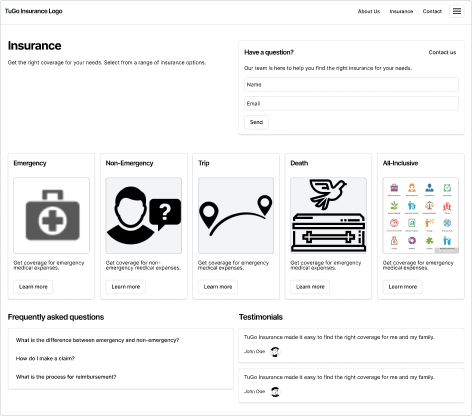 TuGo Insurance Logo
About Us
Insurance
Contact
Insurance
Get the right coverage for your needs. Select from a range of insurance options.
Have a question?
Contact us
Our team is here to help you find the right insurance for your needs.
Name
Email
Send
Emergency
Get coverage for emergency
medical expenses.
Learn more
Non-Emergency
?
Get coverage for non-
emergency medical expenses.
Learn more
Trip
Get coverage for emergency
medical expenses.
Learn more
Death
Get coverage for emergency
medical expenses.
Learn more
All-Inclusive
Get coverage for emergency
medical expenses.
Learn more
Frequently asked questions
What is the difference between emergency and non-emergency?
How do I make a claim?
What is the process for reimbursement?
Testimonials
TuGo Insurance made it easy to find the right coverage for me and my family.
John Doe
TuGo Insurance made it easy to find the right coverage for me and my family.
John Doe